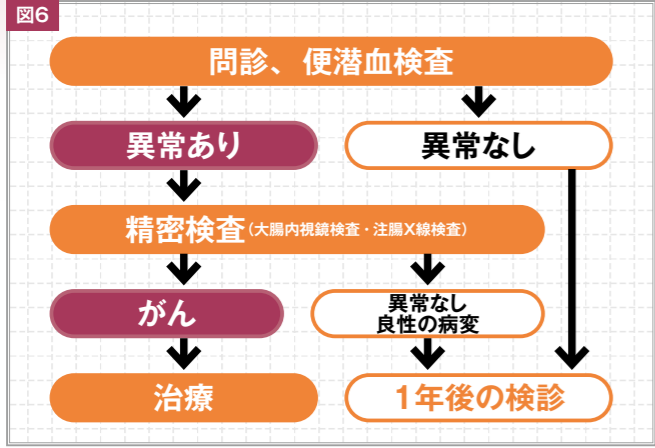 図6
問診、便潜血検査
異常あり
異常なし
精密検査(大腸内視鏡検査・注腸X線検査)
がん
異常なし
良性の病変
治療
1年後の検診